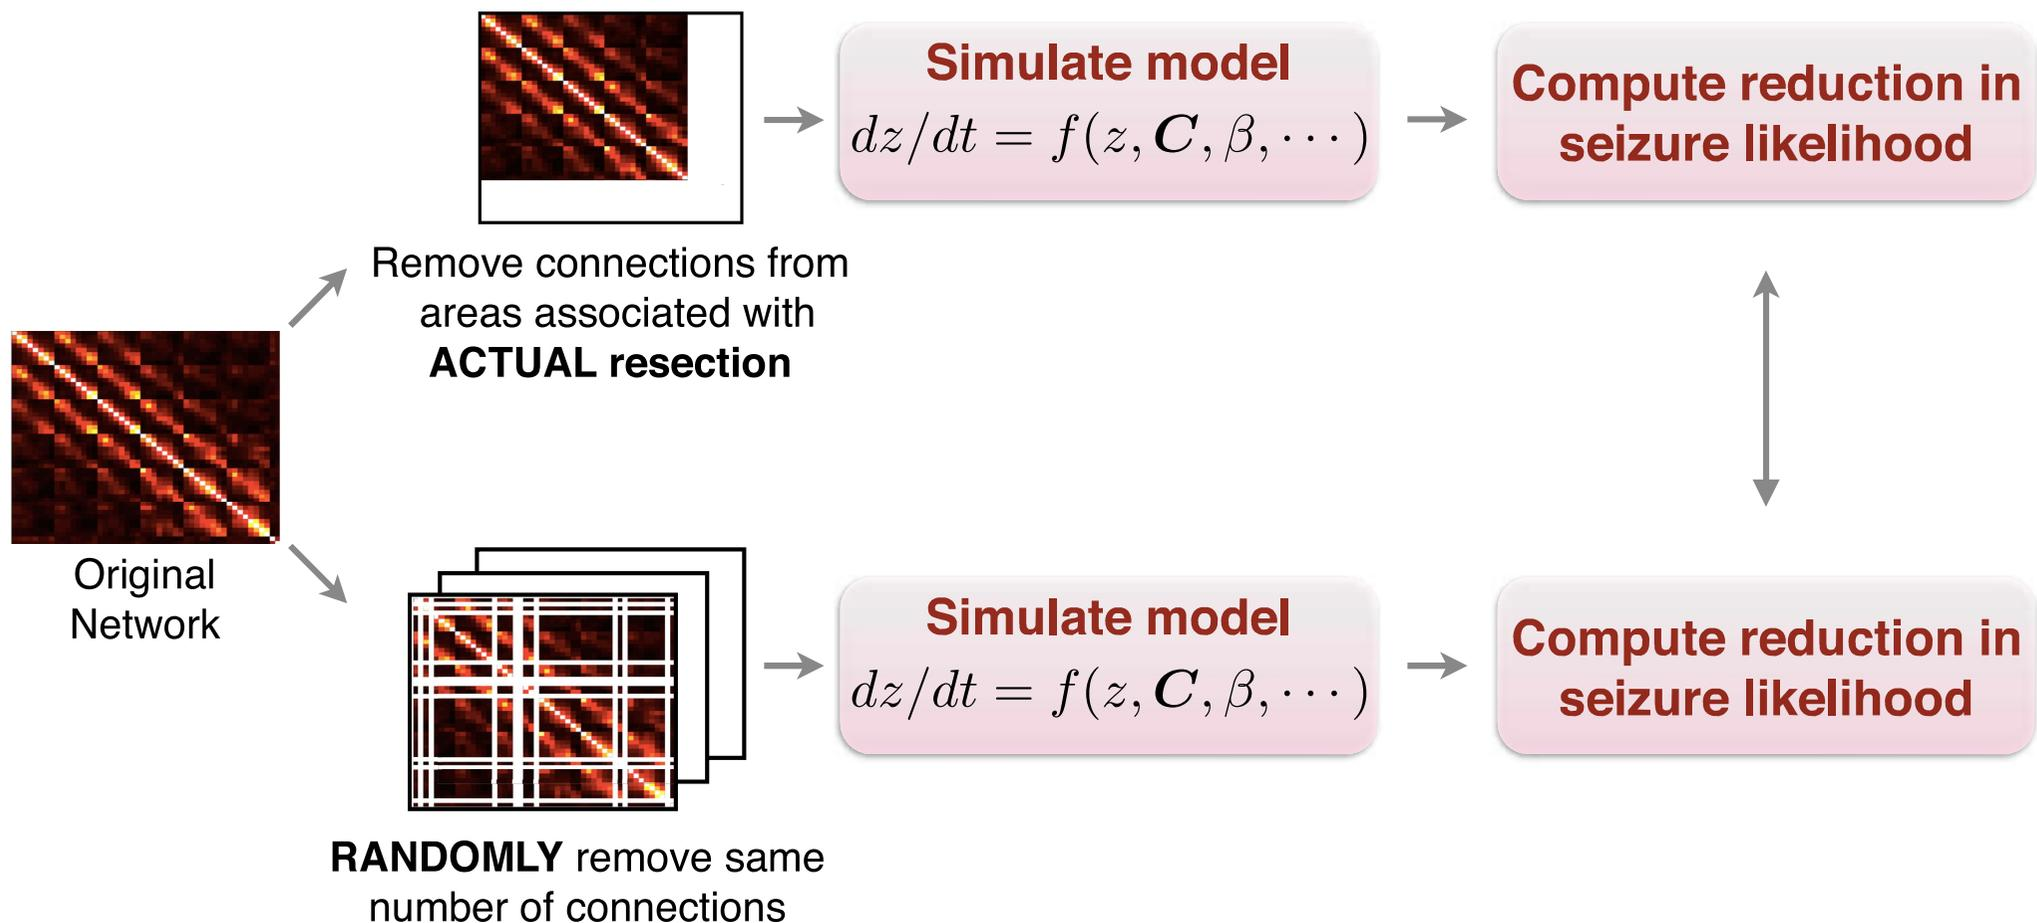 Simulate model
dz/dt = f(z, C, β, ⋯)
Compute reduction in
seizure likelihood
Remove connections from
areas associated with
ACTUAL resection
Original
Network
Simulate model
dz/dt = f(z, C, β, ⋯)
Compute reduction in
seizure likelihood
RANDOMLY remove same
number of connections